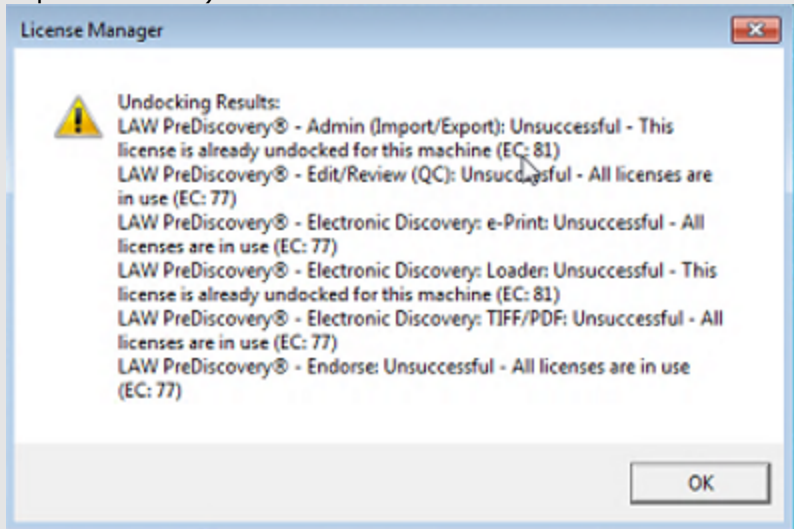 License Manager
Undocking Results:
LAW PreDiscovery® - Admin (Import/Export): Unsuccessful - This
license is already undocked for this machine (EC: 81)
LAW PreDiscovery® - Edit/Review (QC): Unsuccessful - All licenses are
in use (EC: 77)
LAW PreDiscovery® - Electronic Discovery: e-Print: Unsuccessful - All
licenses are in use (EC: 77)
LAW PreDiscovery® - Electronic Discovery: Loader: Unsuccessful - This
license is already undocked for this machine (EC: 81)
LAW PreDiscovery® - Electronic Discovery: TIFF/PDF: Unsuccessful - All
licenses are in use (EC: 77)
LAW PreDiscovery® - Endorse: Unsuccessful - All licenses are in use
(EC: 77)
OK